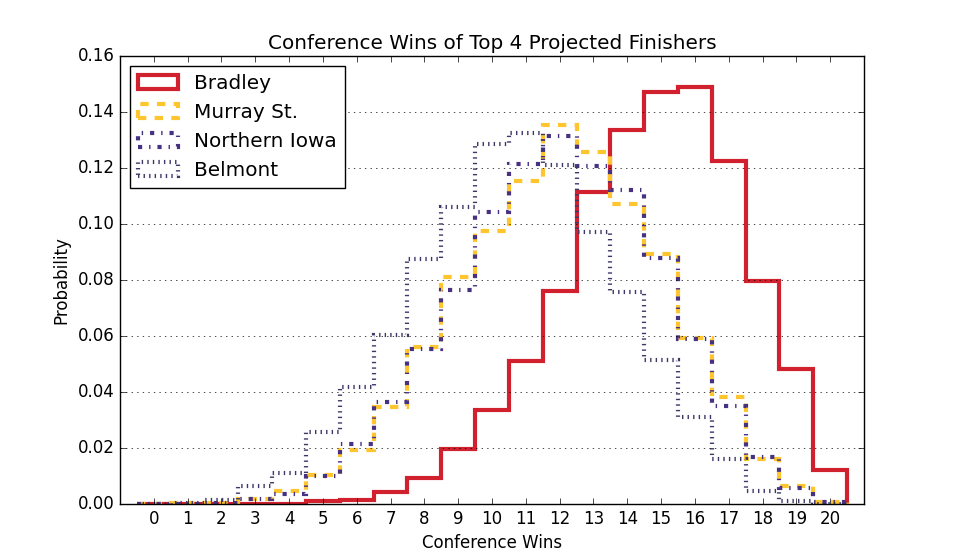 Conference Wins of Top 4 Projected Finishers
0.16
0.14
0.12
0.10
0.08
0.06
0.04
0.02
0.00
Probability
Bradley
Murray St.
Northern Iowa
Belmont
0 1 2 3 4 5 6 7 8 9 10 11 12 13 14 15 16 17 18 19 20
Conference Wins